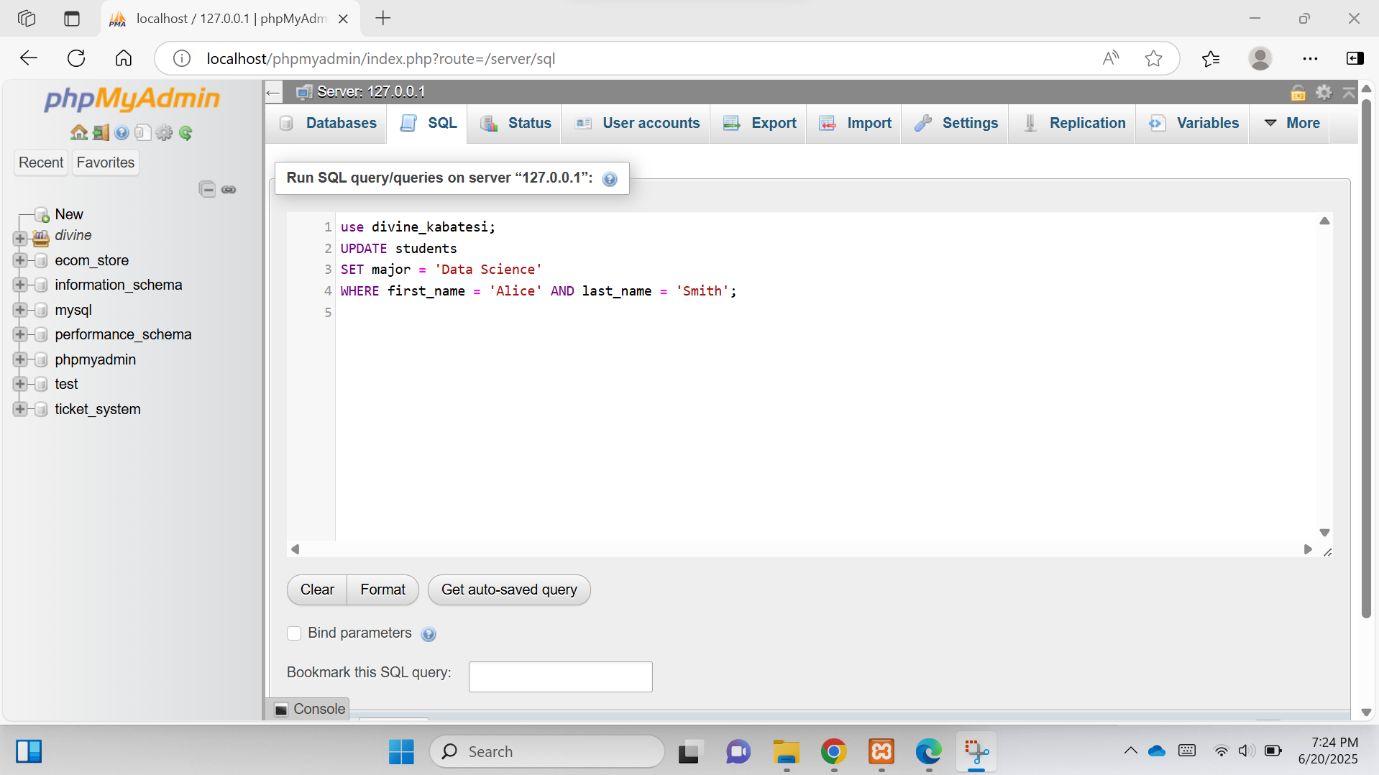 localhost / 127.0.0.1 | phpMyAdm
localhost/phpmyadmin/index.php?route=/server/sql
phpMyAdmin
Recent
Favorites
New
divine
ecom_store
information_schema
mysql
performance_schema
phpmyadmin
test
ticket_system
Server: 127.0.0.1
Databases
SQL
Status
User accounts
Export
Import
Settings
Replication
Variables
More
Run SQL query/queries on server “127.0.0.1”:
1 use divine_kabatesi;
2 UPDATE students
3 SET major = 'Data Science'
4 WHERE first_name = 'Alice' AND last_name = 'Smith';
5
Clear
Format
Get auto-saved query
Bind parameters
Bookmark this SQL query:
Console
Search
7:24 PM
6/20/2025